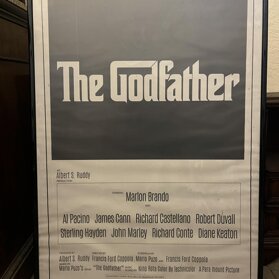 The Godfather
Albert S. Ruddy
Marlon Brando
Al Pacino James Caan Richard Castellano Robert Duvall
Sterling Hayden John Marley Richard Conte Diane Keaton
Albert S. Ruddy Francis Ford Coppola Mario Puzo Francis Ford Coppola
Mario Puzo's "The Godfather" Nino Rota Color By Technicolor A Paramount Picture